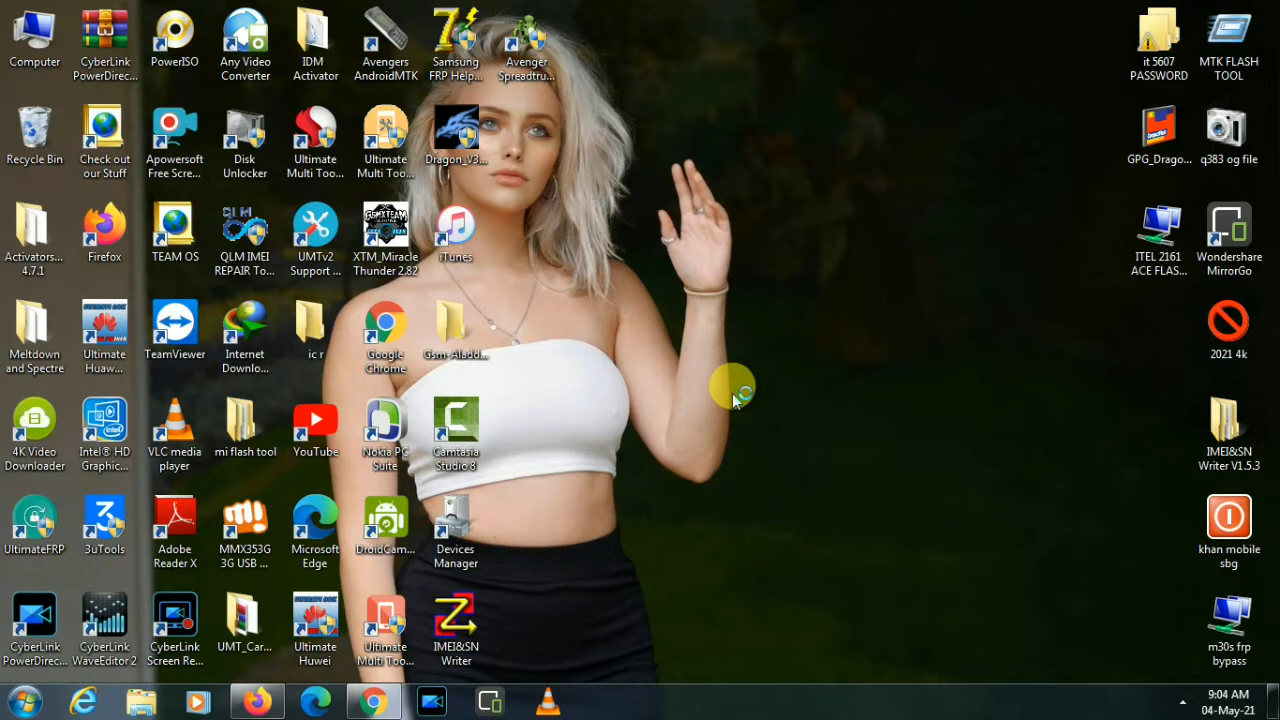 Computer
CyberLink
PowerDirec...
PowerISO
Any Video
Converter
IDM
Activator
Avengers
AndroidMTK
Samsung
FRP Help...
Avenger
Spreadtru...
it 5607
PASSWORD
MTK FLASH
TOOL
Recycle Bin
Check out
our Stuff
Apowersoft
Free Scre...
Disk
Unlocker
Ultimate
Multi Too...
Ultimate
Multi Too...
Dragon_V3...
GPG_Drago...
q383 og file
Activators...
4.7.1
Firefox
TEAM OS
QLM IMEI
REPAIR To...
UMTv2
Support ...
GSMXTEAM
XTM_Miracle
Thunder 2.82
iTunes
ITEL 2161
ACE FLAS...
Wondershare
MirrorGo
Meltdown
and Spectre
Ultimate
Huaw...
TeamViewer
Internet
Downlo...
ic r
Google
Chrome
Gsm-Aladd...
2021 4k
4K Video
Downloader
Intel® HD
Graphic...
VLC media
player
mi flash tool
YouTube
Nokia PC
Suite
Camtasia
Studio 8
IMEI&SN
Writer V1.5.3
UltimateFRP
3uTools
Adobe
Reader X
MMX353G
3G USB ...
Microsoft
Edge
DroidCam...
Devices
Manager
khan mobile
sbg
CyberLink
PowerDirec...
CyberLink
WaveEditor 2
CyberLink
Screen Re...
UMT_Car...
Ultimate
Huwei
Ultimate
Multi Too...
IMEI&SN
Writer
m30s frp
bypass
9:04 AM
04-May-21